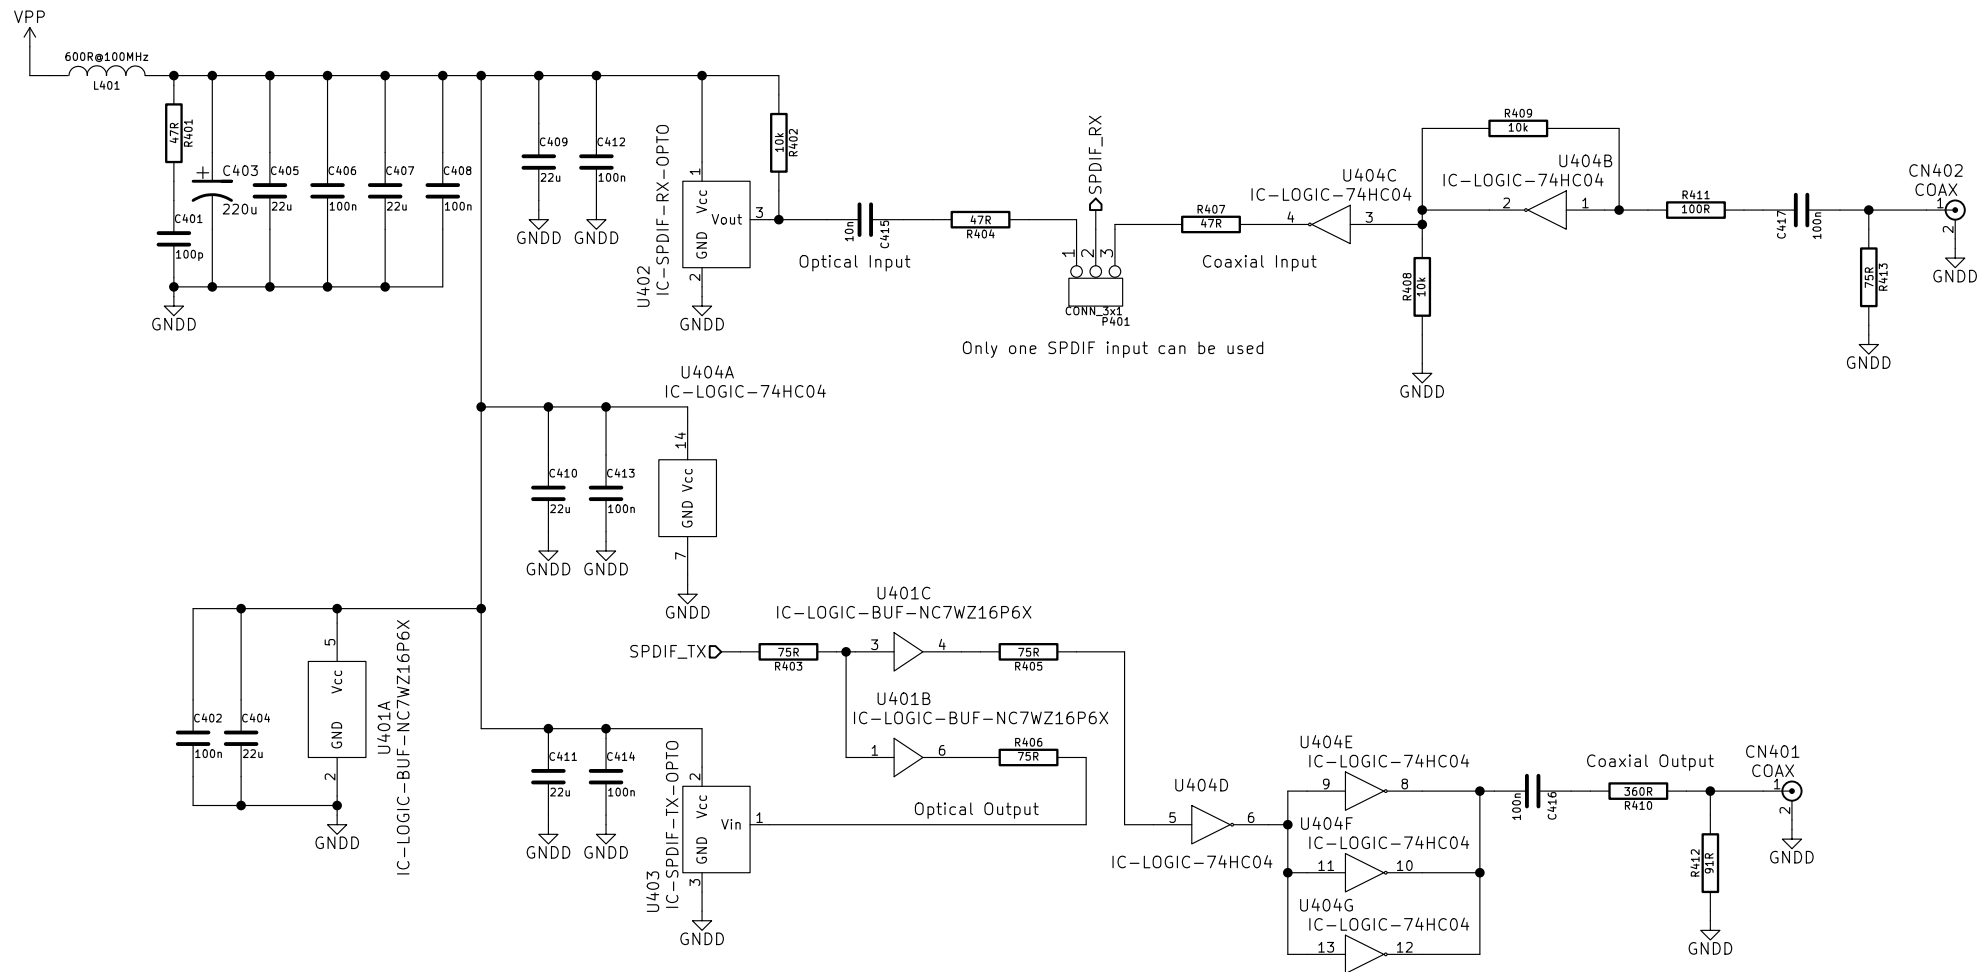 VPP
600R@100MHz
L401
47R
R401
C401
100p
C403
220u
C405
22u
C406
100n
C407
22u
C408
100n
GNDD
C409
22u
GNDD
C412
100n
GNDD
U402
IC-SPDIF-RX-OPTO
1
Vcc
Vout
3
GND
2
GNDD
10k
R402
10n
C415
Optical Input
47R
R404
SPDIF_RX
1
2
3
CONN_3x1
P401
Only one SPDIF input can be used
R407
47R
Coaxial Input
U404C
IC-LOGIC-74HC04
4
3
R408
10k
GNDD
R409
10k
U404B
IC-LOGIC-74HC04
2
1
R411
100R
C417
100n
75R
R413
GNDD
CN402
COAX
1
2
GNDD
U404A
IC-LOGIC-74HC04
C410
22u
GNDD
C413
100n
GNDD
14
Vcc
GND
7
GNDD
C402
100n
C404
22u
5
Vcc
GND
2
GNDD
U401A
IC-LOGIC-BUF-NC7WZ16P6X
C411
22u
GNDD
C414
100n
GNDD
U403
IC-SPDIF-TX-OPTO
2
Vcc
Vin
1
GND
3
GNDD
SPDIF_TX
75R
R403
U401C
IC-LOGIC-BUF-NC7WZ16P6X
3
4
75R
R405
U401B
IC-LOGIC-BUF-NC7WZ16P6X
1
6
R406
75R
Optical Output
U404D
5
6
IC-LOGIC-74HC04
U404E
IC-LOGIC-74HC04
9
8
U404F
IC-LOGIC-74HC04
11
10
U404G
IC-LOGIC-74HC04
13
12
100n
C416
Coaxial Output
360R
R410
R412
91R
GNDD
CN401
COAX
1
2
GNDD